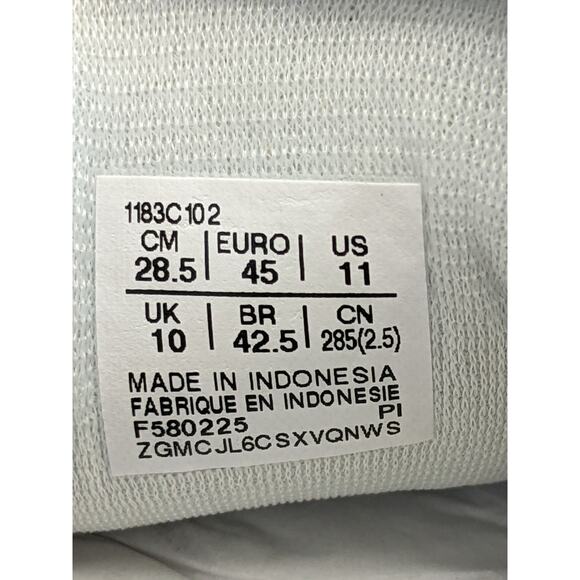 1183C102
CM | EURO | US
28.5 | 45 | 11
UK | BR | CN
10 | 42.5 | 285(2.5)
MADE IN INDONESIA
FABRIQUE EN INDONESIE
F580225 PI
ZGMCJL6CSXVQNWS